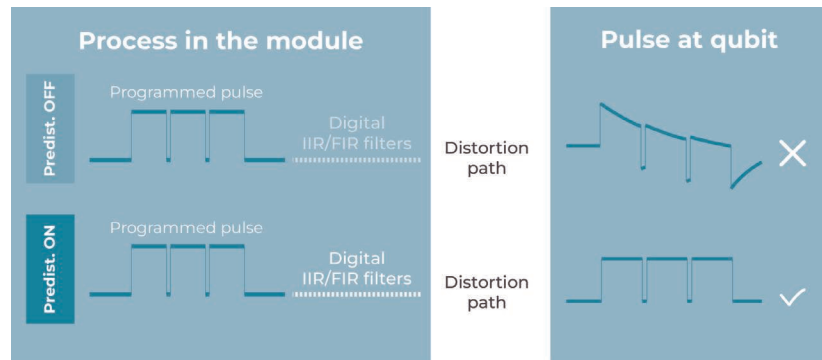 Process in the module
Pulse at qubit
Predist. OFF
Programmed pulse
Digital
IIR/FIR filters
Distortion
path
Predist. ON
Programmed pulse
Digital
IIR/FIR filters
Distortion
path